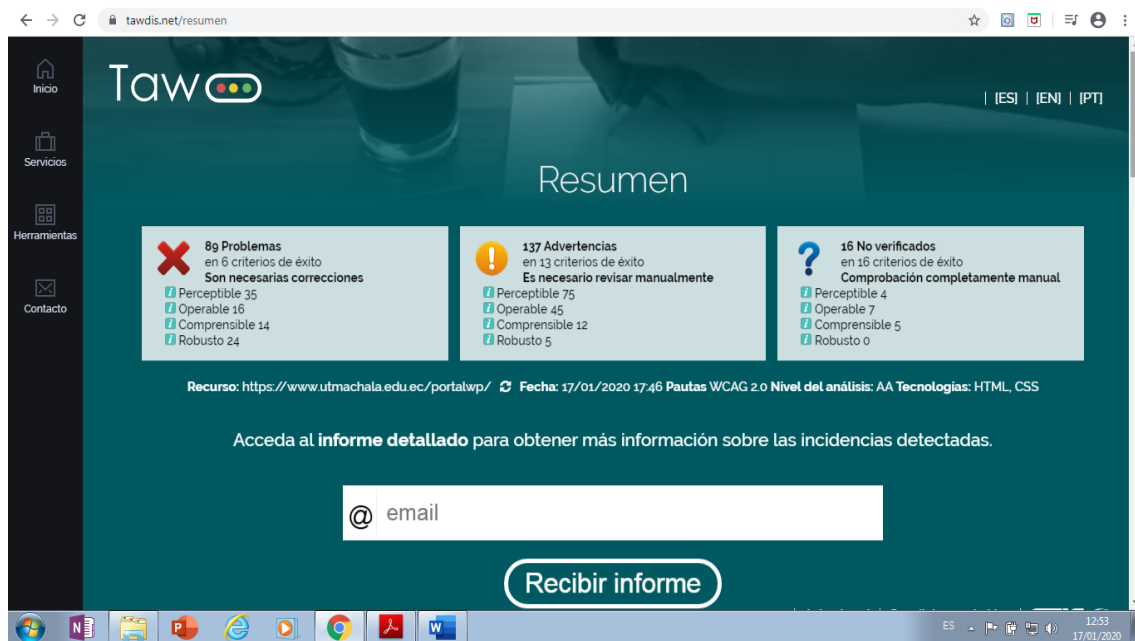 tawdis.net/resumen
Inicio
Servicios
Herramientas
Contacto
Taw
| [ES] | [EN] | [PT]
Resumen
89 Problemas
en 6 criterios de éxito
Son necesarias correcciones
Perceptible 35
Operable 16
Comprensible 14
Robusto 24
137 Advertencias
en 13 criterios de éxito
Es necesario revisar manualmente
Perceptible 75
Operable 45
Comprensible 12
Robusto 5
16 No verificados
en 16 criterios de éxito
Comprobación completamente manual
Perceptible 4
Operable 7
Comprensible 5
Robusto 0
Recurso: https://www.utmachala.edu.ec/portalwp/ Fecha: 17/01/2020 17:46 Pautas WCAG 2.0 Nivel del análisis: AA Tecnologías: HTML, CSS
Acceda al informe detallado para obtener más información sobre las incidencias detectadas.
@ email
Recibir informe
ES
12:53
17/01/2020